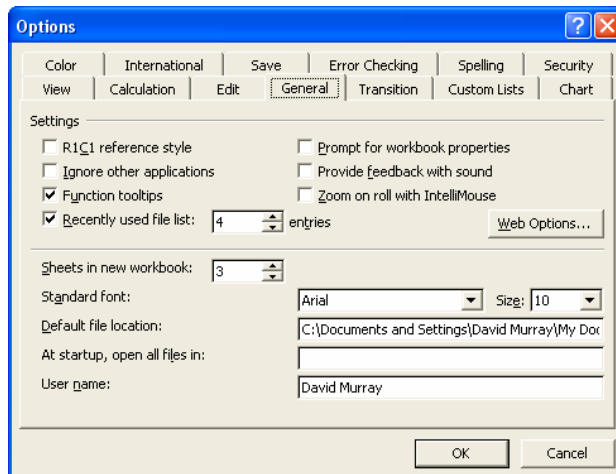 Options
Color International Save Error Checking Spelling Security
View Calculation Edit General Transition Custom Lists Chart
Settings
R1C1 reference style Prompt for workbook properties
Ignore other applications Provide feedback with sound
Function tooltips Zoom on roll with IntelliMouse
Recently used file list: 4 entries Web Options...
Sheets in new workbook: 3
Standard font: Arial Size: 10
Default file location: C:\Documents and Settings\David Murray\My Doc
At startup, open all files in:
User name: David Murray
OK Cancel